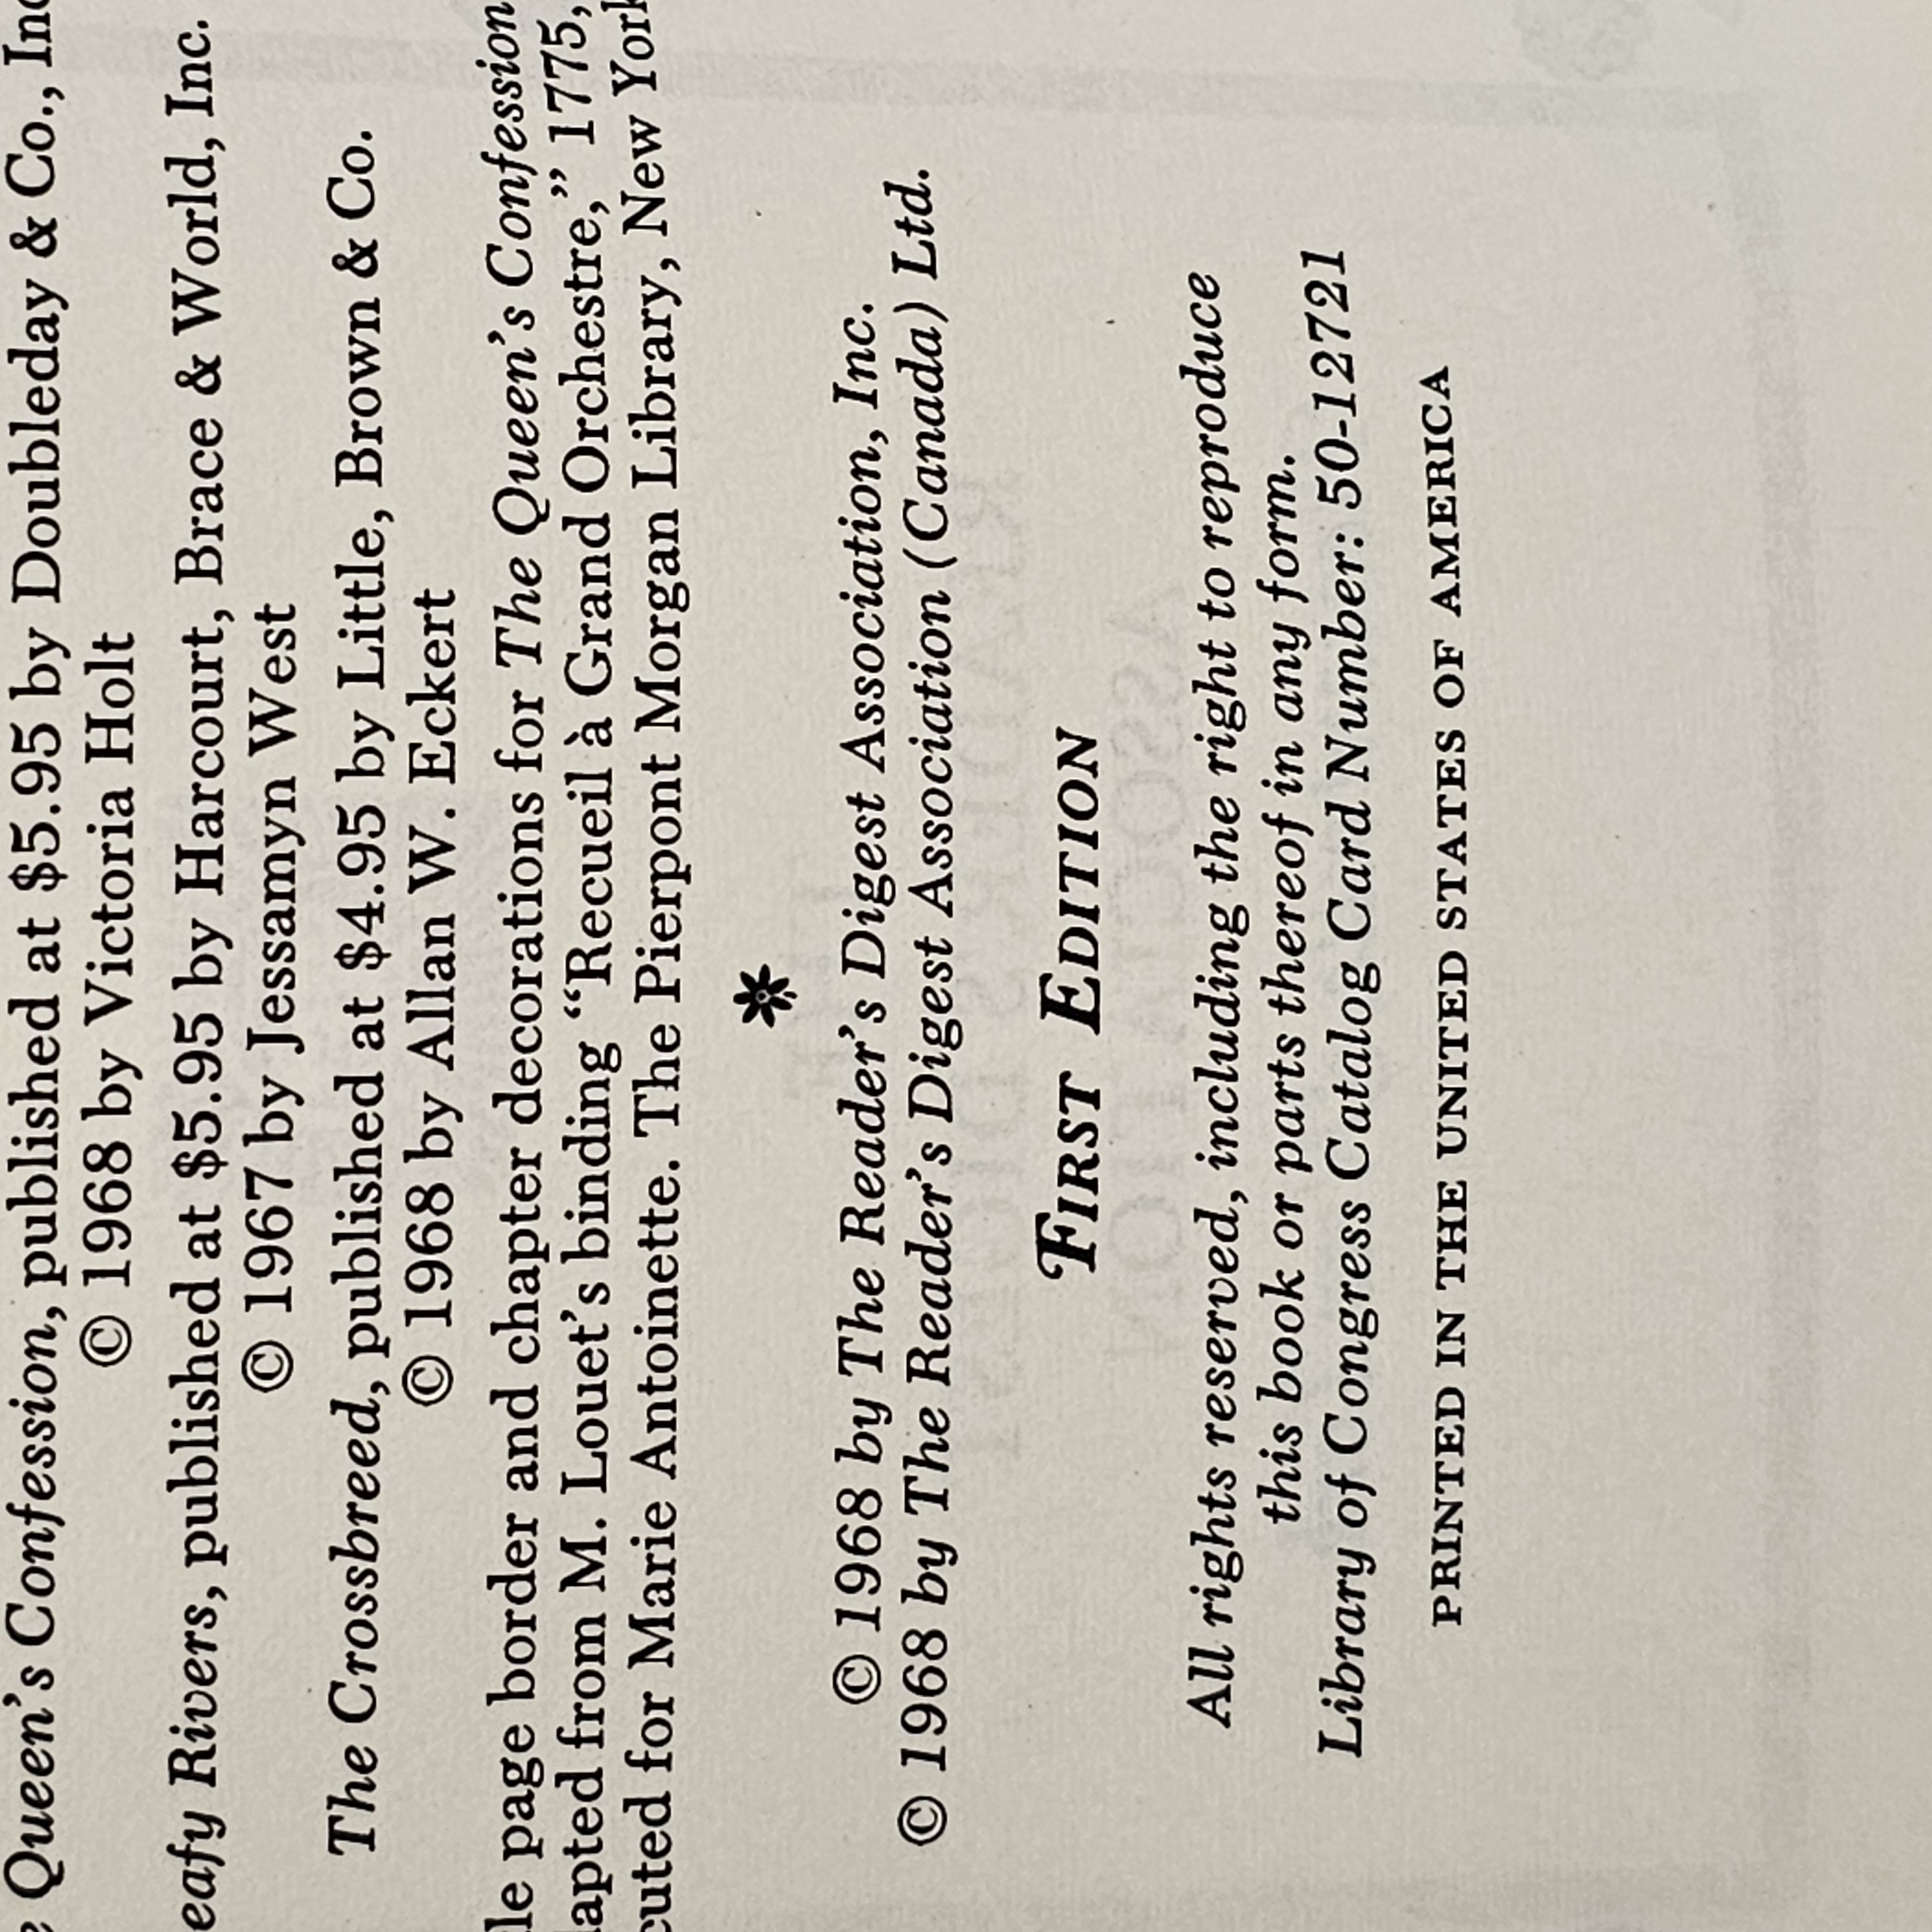 Queen's Confession, published at $5.95 by Doubleday & Co.,
© 1968 by Victoria Holt
eafy Rivers, published at $5.95 by Harcourt, Brace & World, Inc.
© 1967 by Jessamyn West
The Crossbreed, published at $4.95 by Little, Brown & Co.
© 1968 by Allan W. Eckert
le page border and chapter decorations for The Queen's Confession
apted from M. Louet's binding “Recueil à Grand Orchestre,” 1775,
cuted for Marie Antoinette. The Pierpont Morgan Library, New York
© 1968 by The Reader's Digest Association, Inc.
© 1968 by The Reader's Digest Association (Canada) Ltd.
FIRST EDITION
All rights reserved, including the right to reproduce
this book or parts thereof in any form.
Library of Congress Catalog Card Number: 50-12721
PRINTED IN THE UNITED STATES OF AMERICA